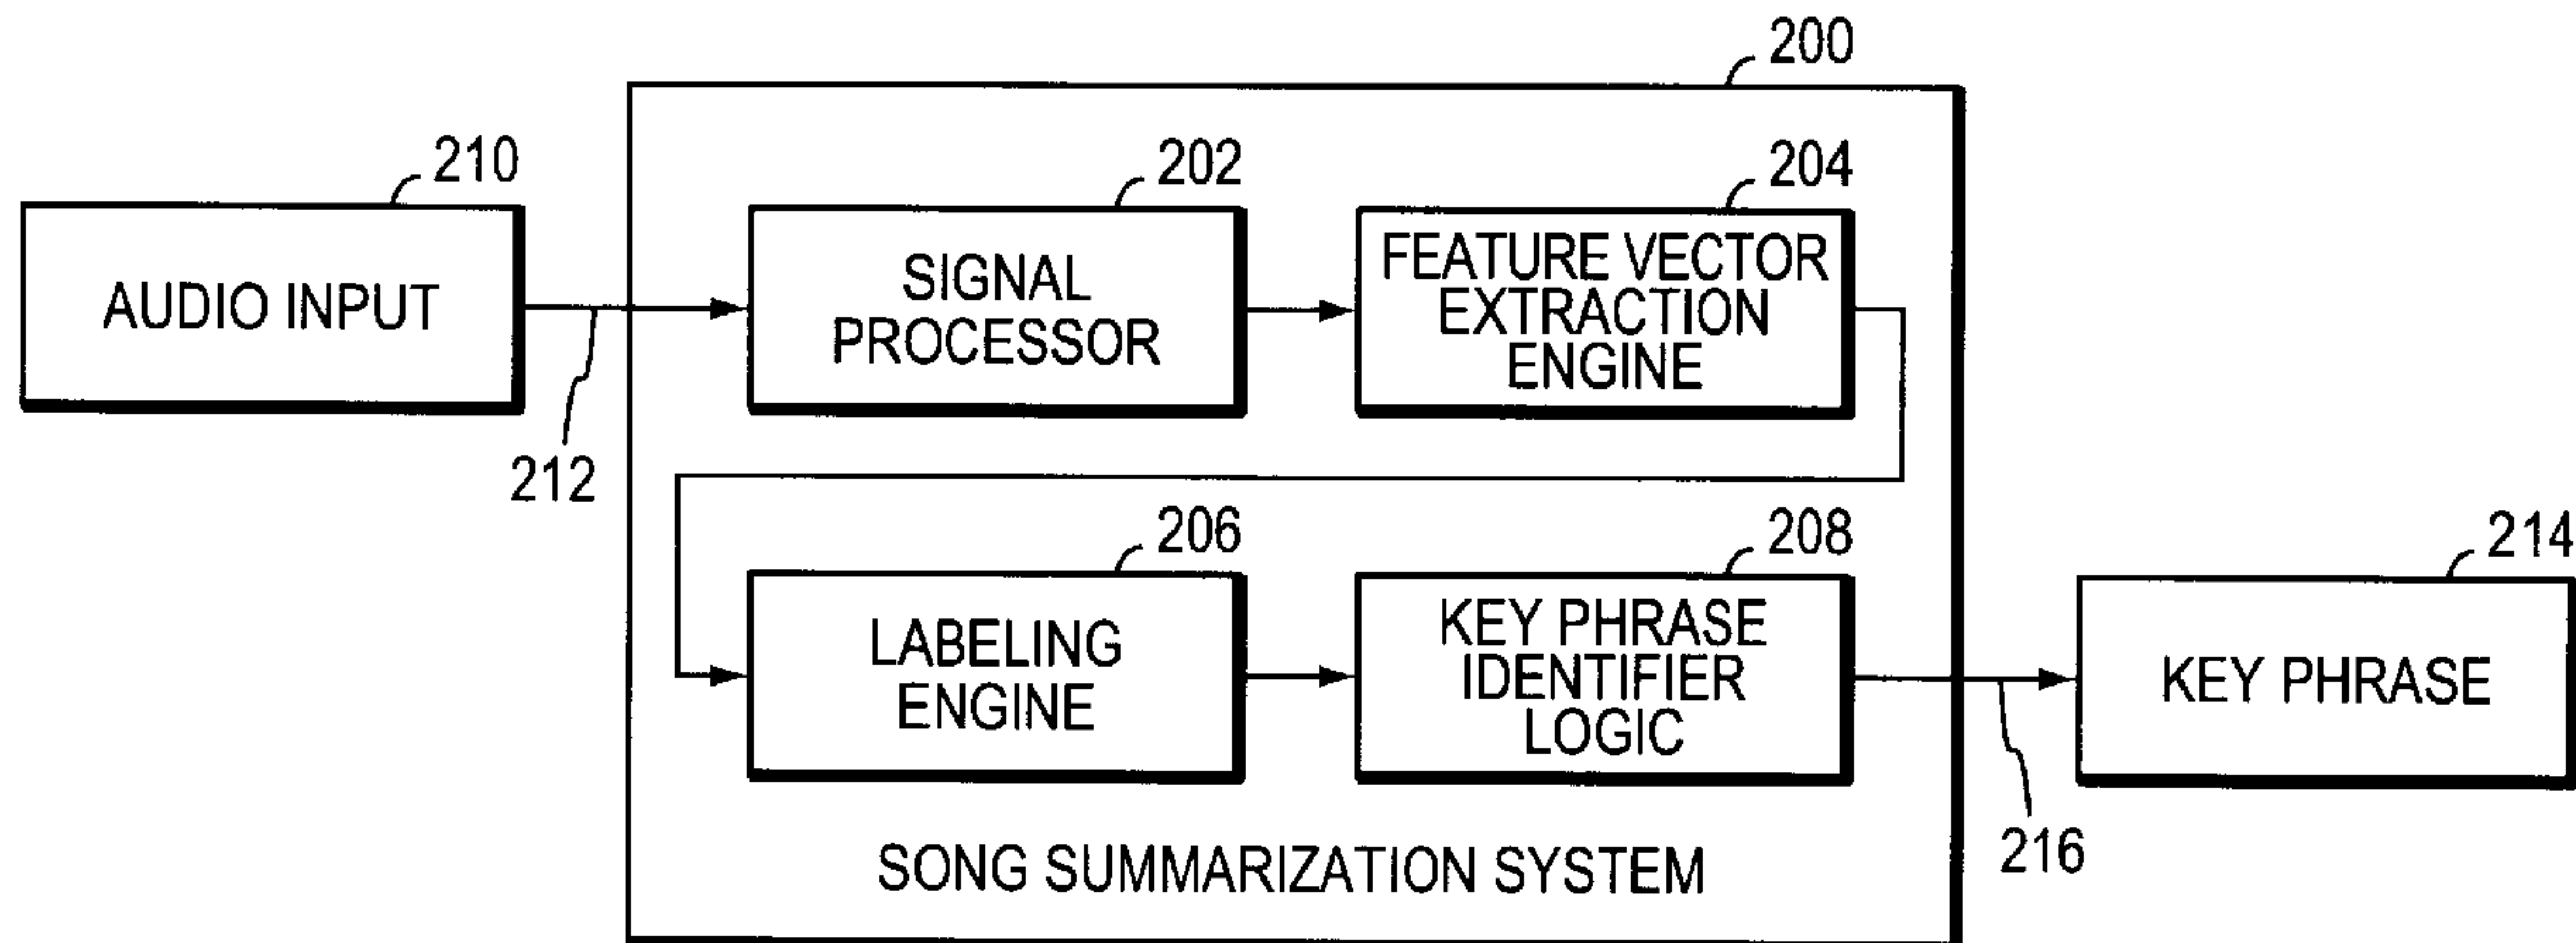 200
210
202
204
AUDIO INPUT
SIGNAL
PROCESSOR
FEATURE VECTOR
EXTRACTION
ENGINE
212
206
208
214
LABELING
ENGINE
KEY PHRASE
IDENTIFIER
LOGIC
KEY PHRASE
216
SONG SUMMARIZATION SYSTEM